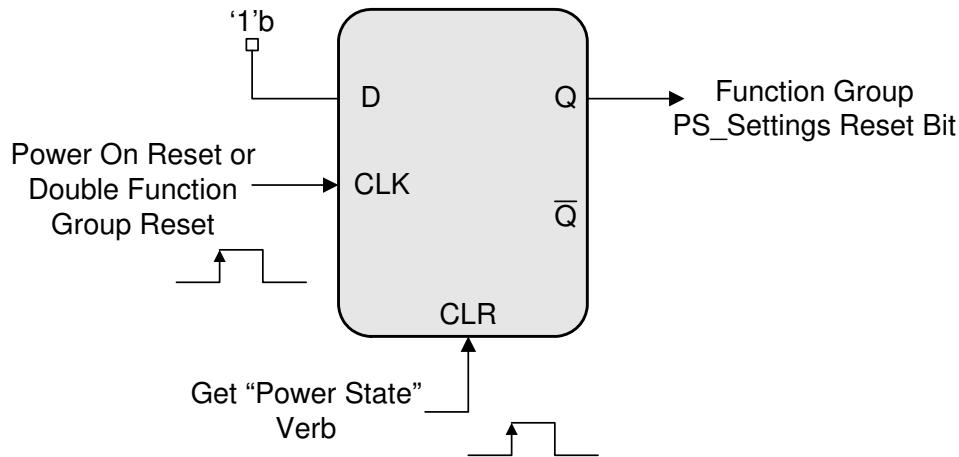 ‘1’b
D
Q
Function Group
PS_Settings Reset Bit
Power On Reset or
Double Function
Group Reset
CLK
Q̅
CLR
Get “Power State”
Verb